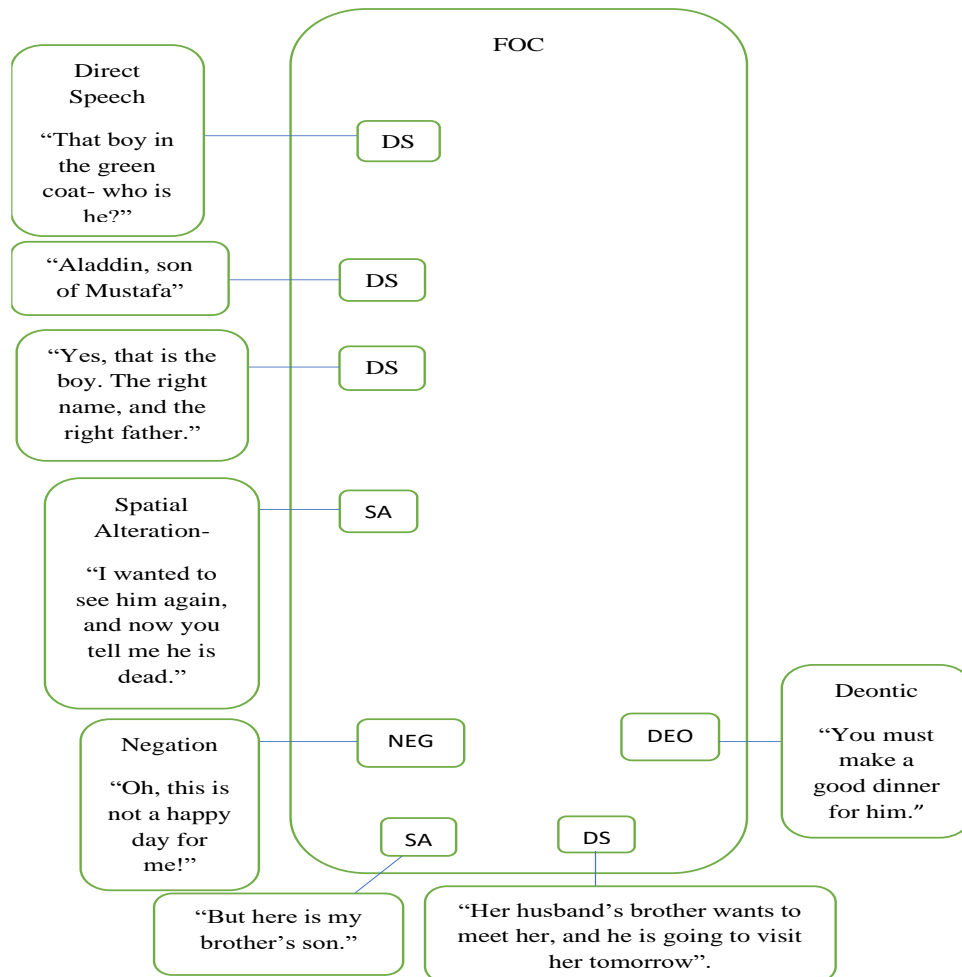 FOC
Direct
Speech
“That boy in
the green
coat- who is
he?”
DS
“Aladdin, son
of Mustafa”
DS
“Yes, that is the
boy. The right
name, and the
right father.”
DS
Spatial
Alteration-
“I wanted to
see him again,
and now you
tell me he is
dead.”
SA
Negation
“Oh, this is
not a happy
day for
me!”
NEG
DEO
Deontic
“You must
make a
good dinner
for him.”
SA
DS
“But here is my
brother’s son.”
“Her husband’s brother wants to
meet her, and he is going to visit
her tomorrow”.